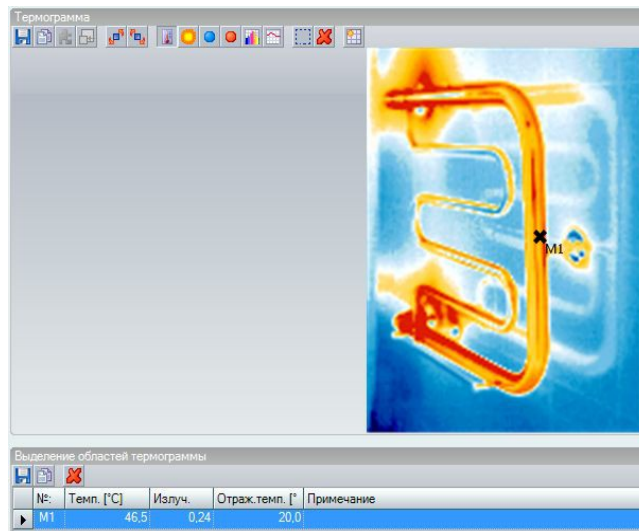 Термограмма
M1
Выделение областей термограммы
№: Темп. [°C] Излуч. Отраж.темп. [° Примечание
M1 46,5 0,24 20,0